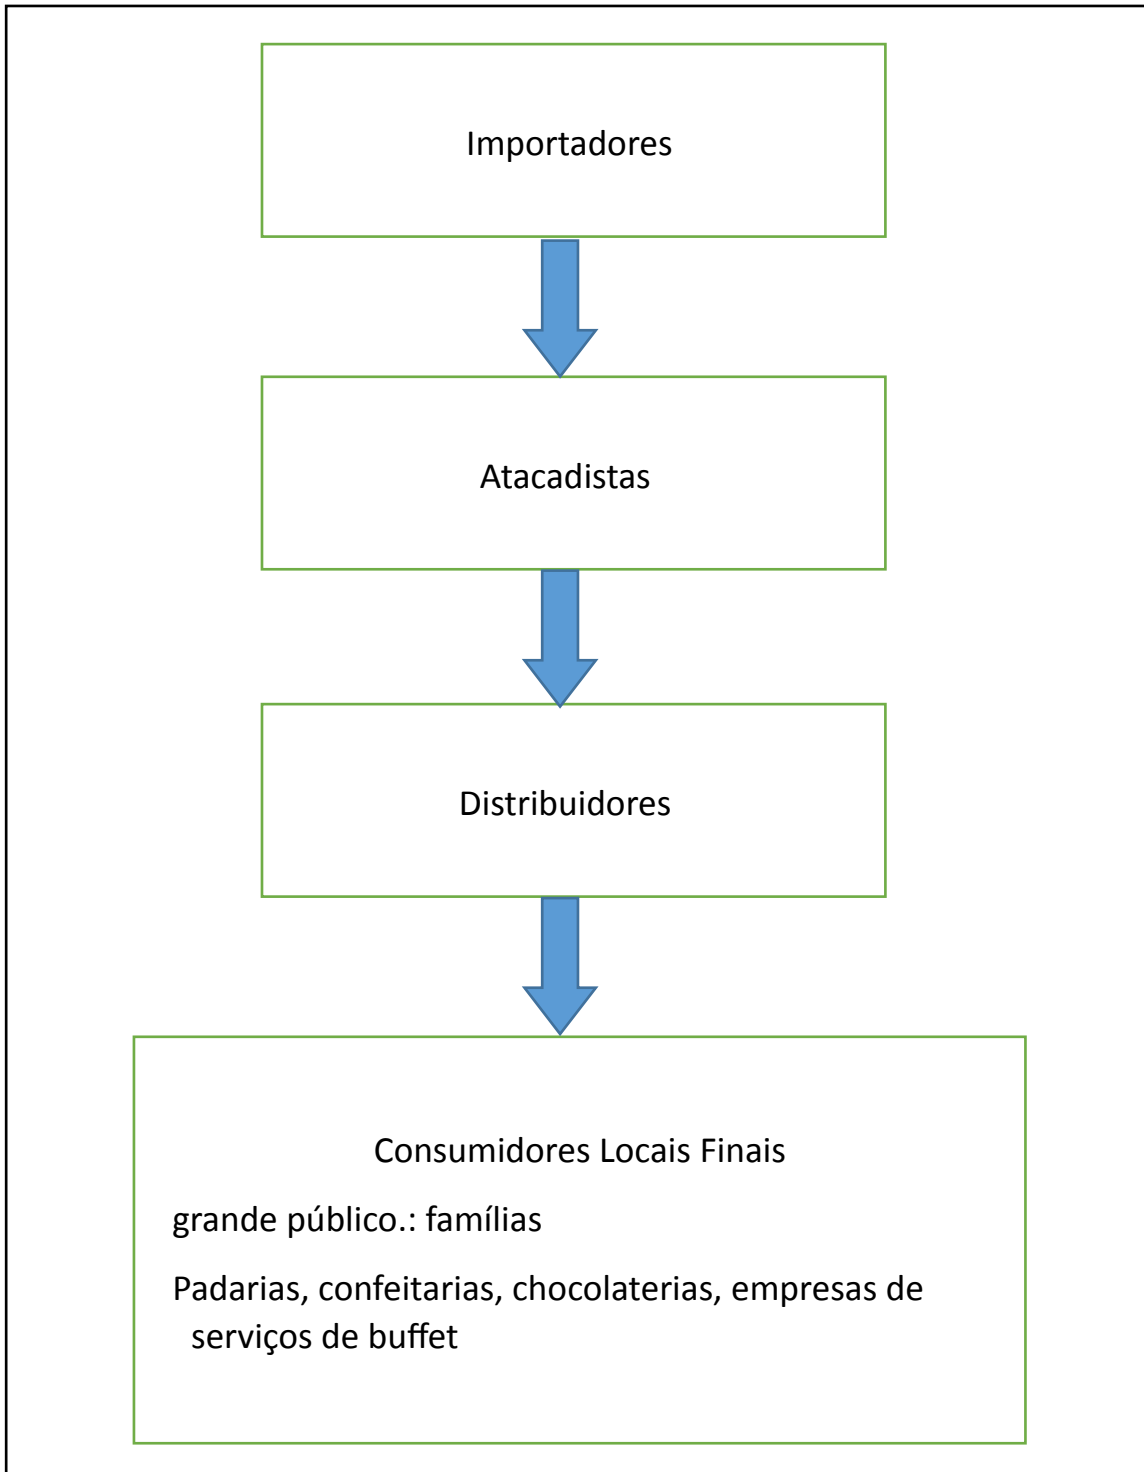 Importadores
Atacadistas
Distribuidores
Consumidores Locais Finais
grande público.: famílias
Padarias, confeitarias, chocolaterias, empresas de
serviços de buffet